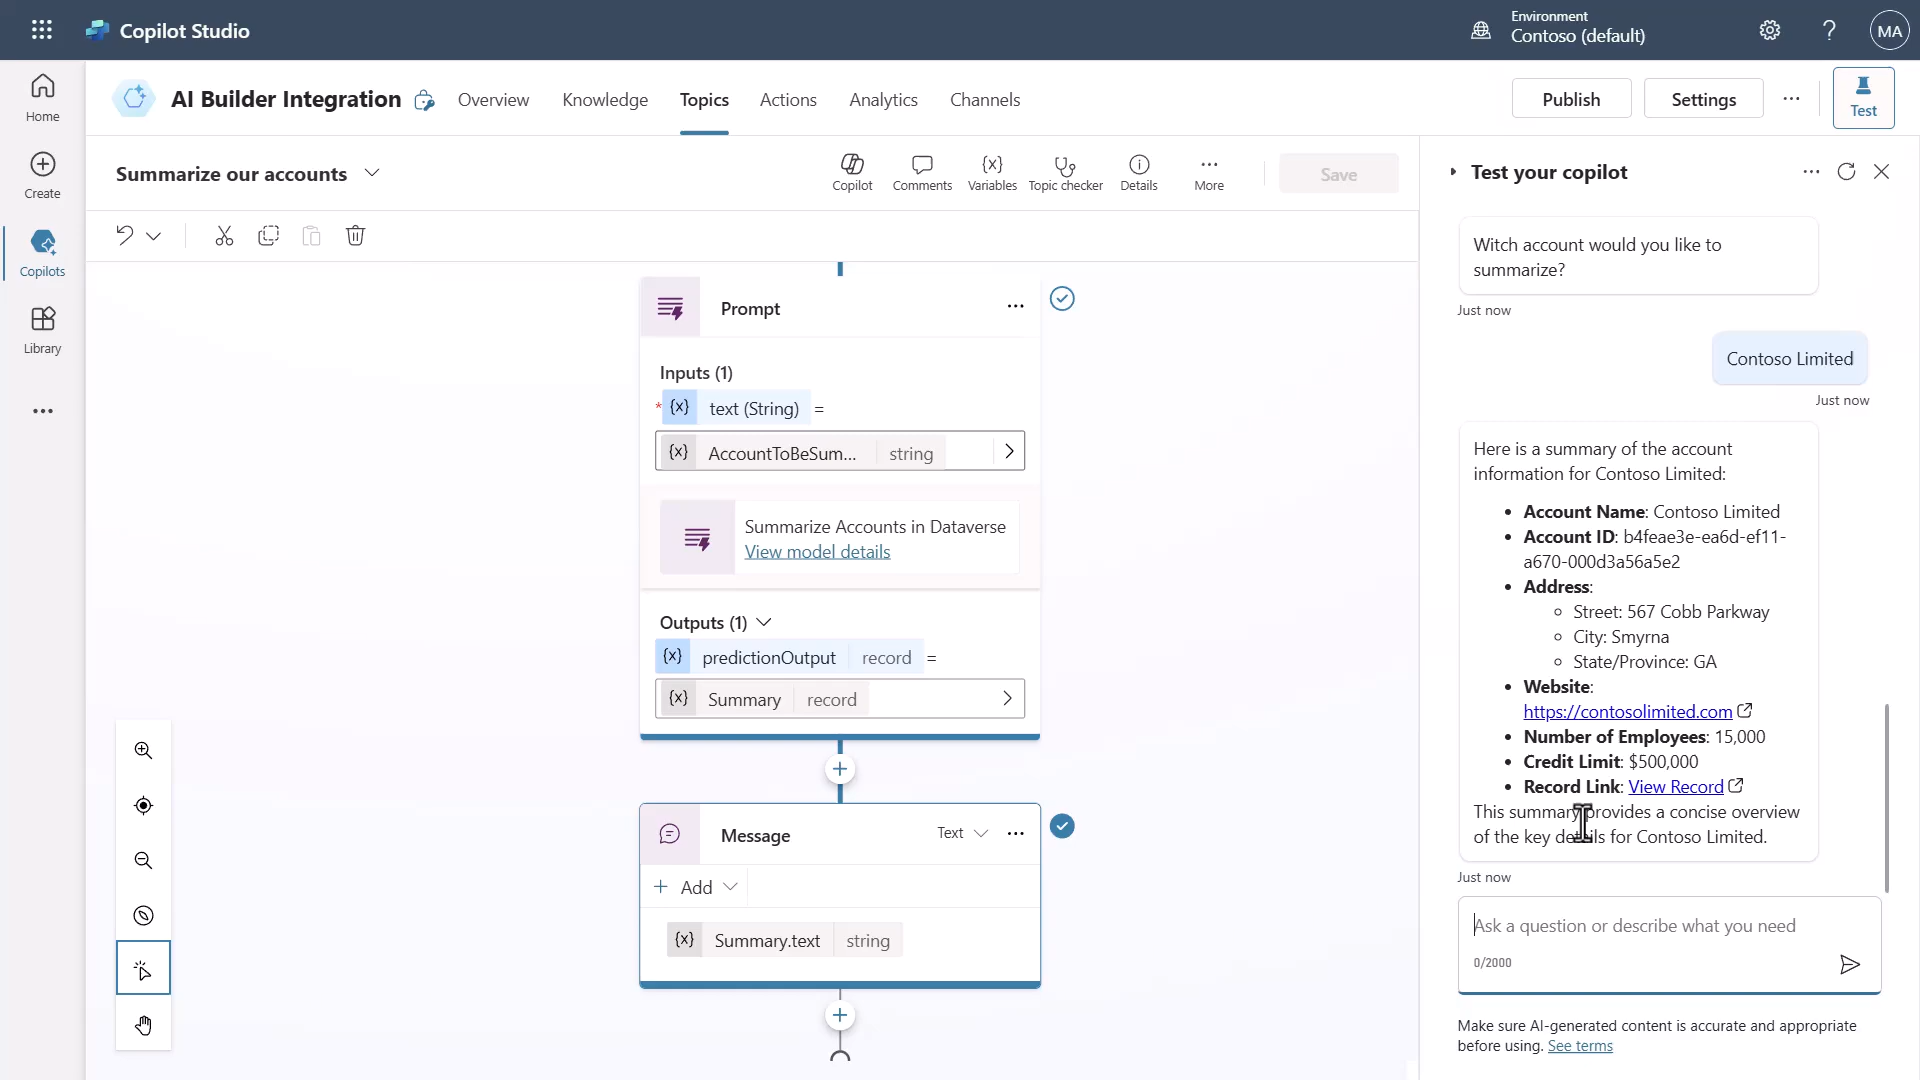 Copilot Studio
Environment
Contoso (default)
MA
AI Builder Integration
Overview
Knowledge
Topics
Actions
Analytics
Channels
Publish
Settings
Test
Home
Create
Copilots
Library
Summarize our accounts
Copilot
Comments
Variables
Topic checker
Details
More
Save
Prompt
Inputs (1)
* {x} text (String) =
{x} AccountToBeSum... string
Summarize Accounts in Dataverse
View model details
Outputs (1)
{x} predictionOutput record =
{x} Summary record
Message
Text
Add
{x} Summary.text string
Test your copilot
Witch account would you like to
summarize?
Just now
Contoso Limited
Just now
Here is a summary of the account
information for Contoso Limited:
• Account Name: Contoso Limited
• Account ID: b4feae3e-ea6d-ef11-
a670-000d3a56a5e2
• Address:
Street: 567 Cobb Parkway
City: Smyrna
State/Province: GA
• Website:
https://contosolimited.com
• Number of Employees: 15,000
• Credit Limit: $500,000
• Record Link: View Record
This summary provides a concise overview
of the key details for Contoso Limited.
Just now
Ask a question or describe what you need
0/2000
Make sure AI-generated content is accurate and appropriate
before using. See terms